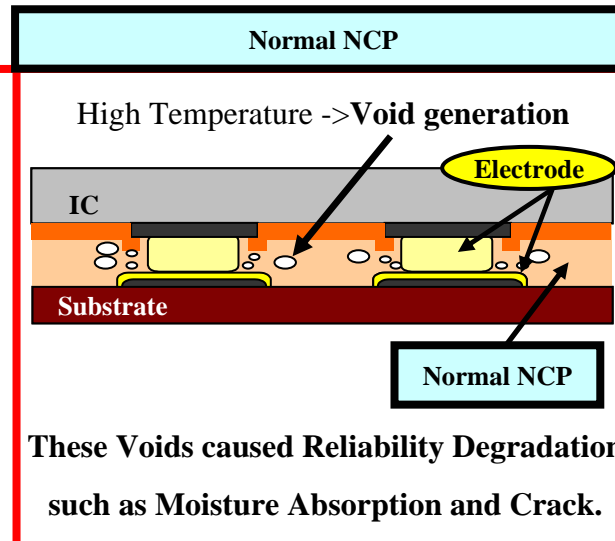 Normal NCP
High Temperature ->Void generation
Electrode
IC
Substrate
Normal NCP
These Voids caused Reliability Degradation
such as Moisture Absorption and Crack.